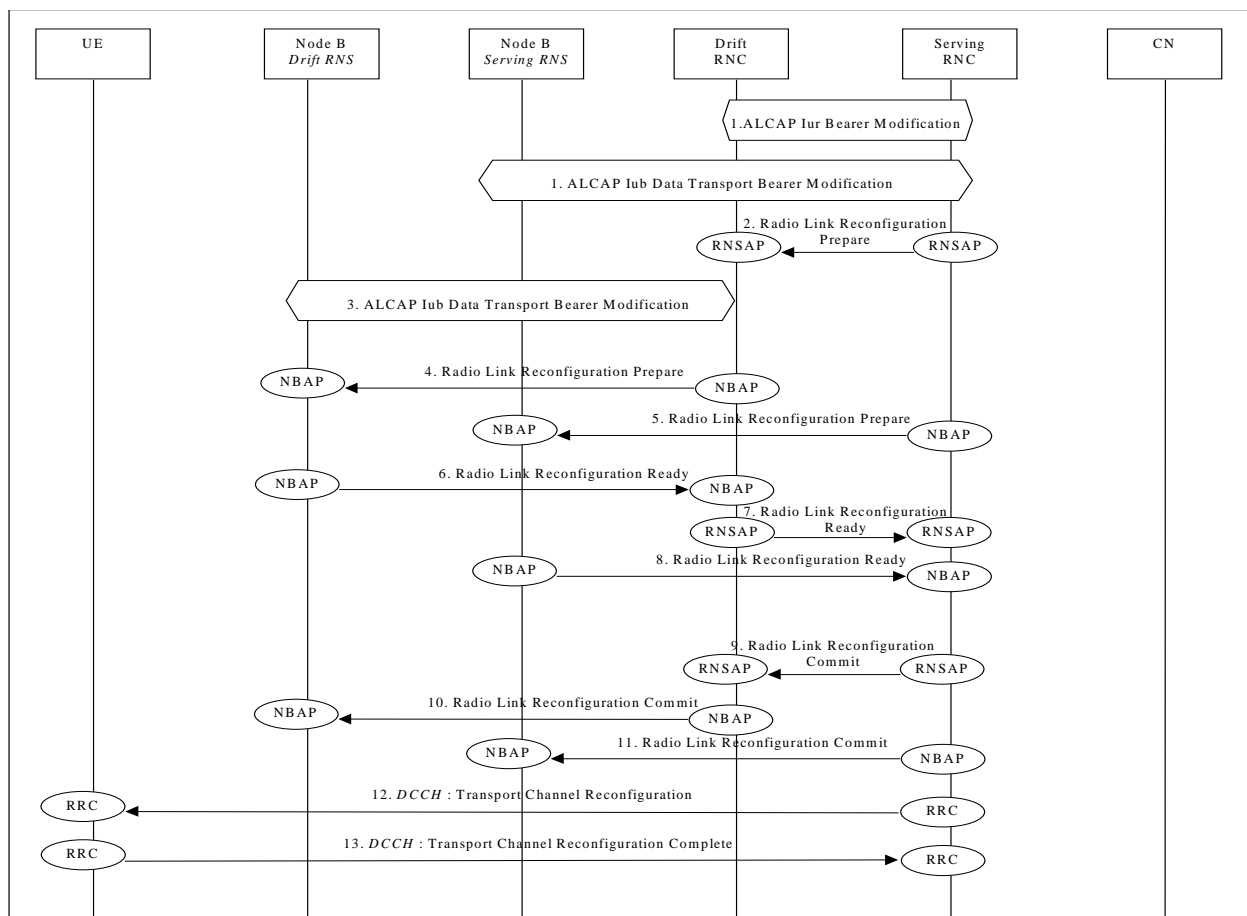 UE
Node B
Drift RNS
Node B
Serving RNS
Drift
RNC
Serving
RNC
CN
1.ALCAP Iur Bearer Modification
1. ALCAP Iub Data Transport Bearer Modification
2. Radio Link Reconfiguration
Prepare
RNSAP
RNSAP
3. ALCAP Iub Data Transport Bearer Modification
NBAP
4. Radio Link Reconfiguration Prepare
NBAP
NBAP
5. Radio Link Reconfiguration Prepare
NBAP
NBAP
6. Radio Link Reconfiguration Ready
NBAP
7. Radio Link Reconfiguration
Ready
RNSAP
RNSAP
NBAP
8. Radio Link Reconfiguration Ready
NBAP
9. Radio Link Reconfiguration
Commit
RNSAP
RNSAP
NBAP
10. Radio Link Reconfiguration Commit
NBAP
NBAP
11. Radio Link Reconfiguration Commit
NBAP
RRC
12. DCCH : Transport Channel Reconfiguration
RRC
RRC
13. DCCH : Transport Channel Reconfiguration Complete
RRC